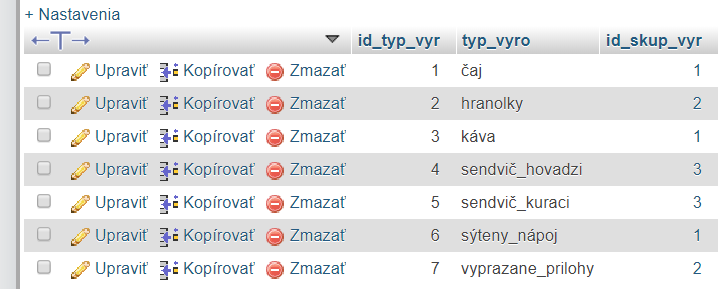 + Nastavenia
←T→ id_typ_vyr typ_vyro id_skup_vyr
Upraviť Kopírovať Zmazať 1 čaj 1
Upraviť Kopírovať Zmazať 2 hranolky 2
Upraviť Kopírovať Zmazať 3 káva 1
Upraviť Kopírovať Zmazať 4 sendvič_hovadzi 3
Upraviť Kopírovať Zmazať 5 sendvič_kuraci 3
Upraviť Kopírovať Zmazať 6 sýteny_nápoj 1
Upraviť Kopírovať Zmazať 7 vyprazane_prilohy 2